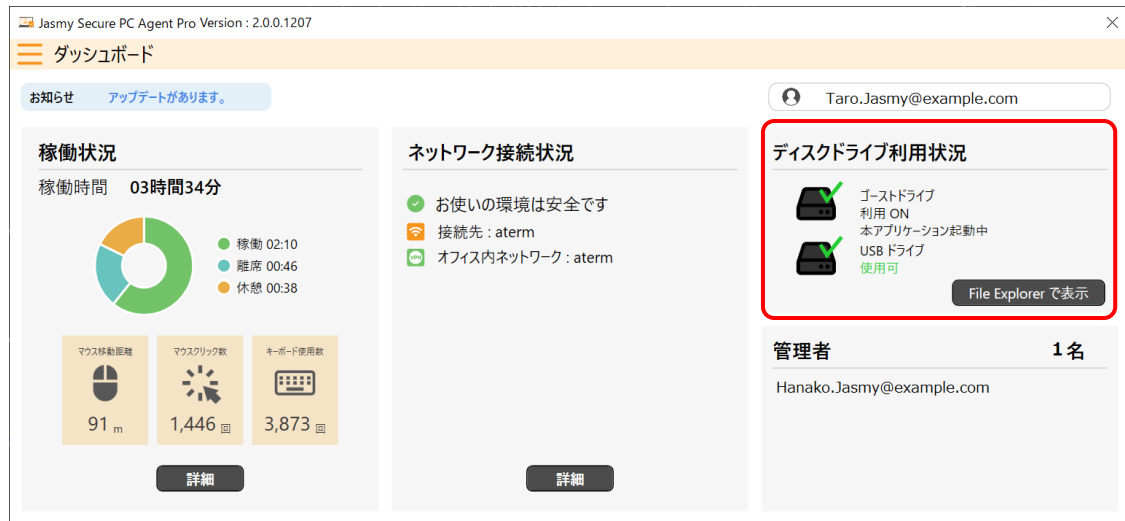 Jasmy Secure PC Agent Pro Version : 2.0.0.1207
ダッシュボード
お知らせ アップデートがあります。
Taro.Jasmy@example.com
稼働状況
稼働時間 03時間34分
稼働 02:10
離席 00:46
休憩 00:38
マウス移動距離
91 m
マウスクリック数
1,446 回
キーボード使用数
3,873 回
詳細
ネットワーク接続状況
お使いの環境は安全です
接続先 : aterm
VPN オフィス内ネットワーク : aterm
詳細
ディスクドライブ利用状況
ゴーストドライブ
利用 ON
本アプリケーション起動中
USB ドライブ
使用可
File Explorer で表示
管理者 1名
Hanako.Jasmy@example.com